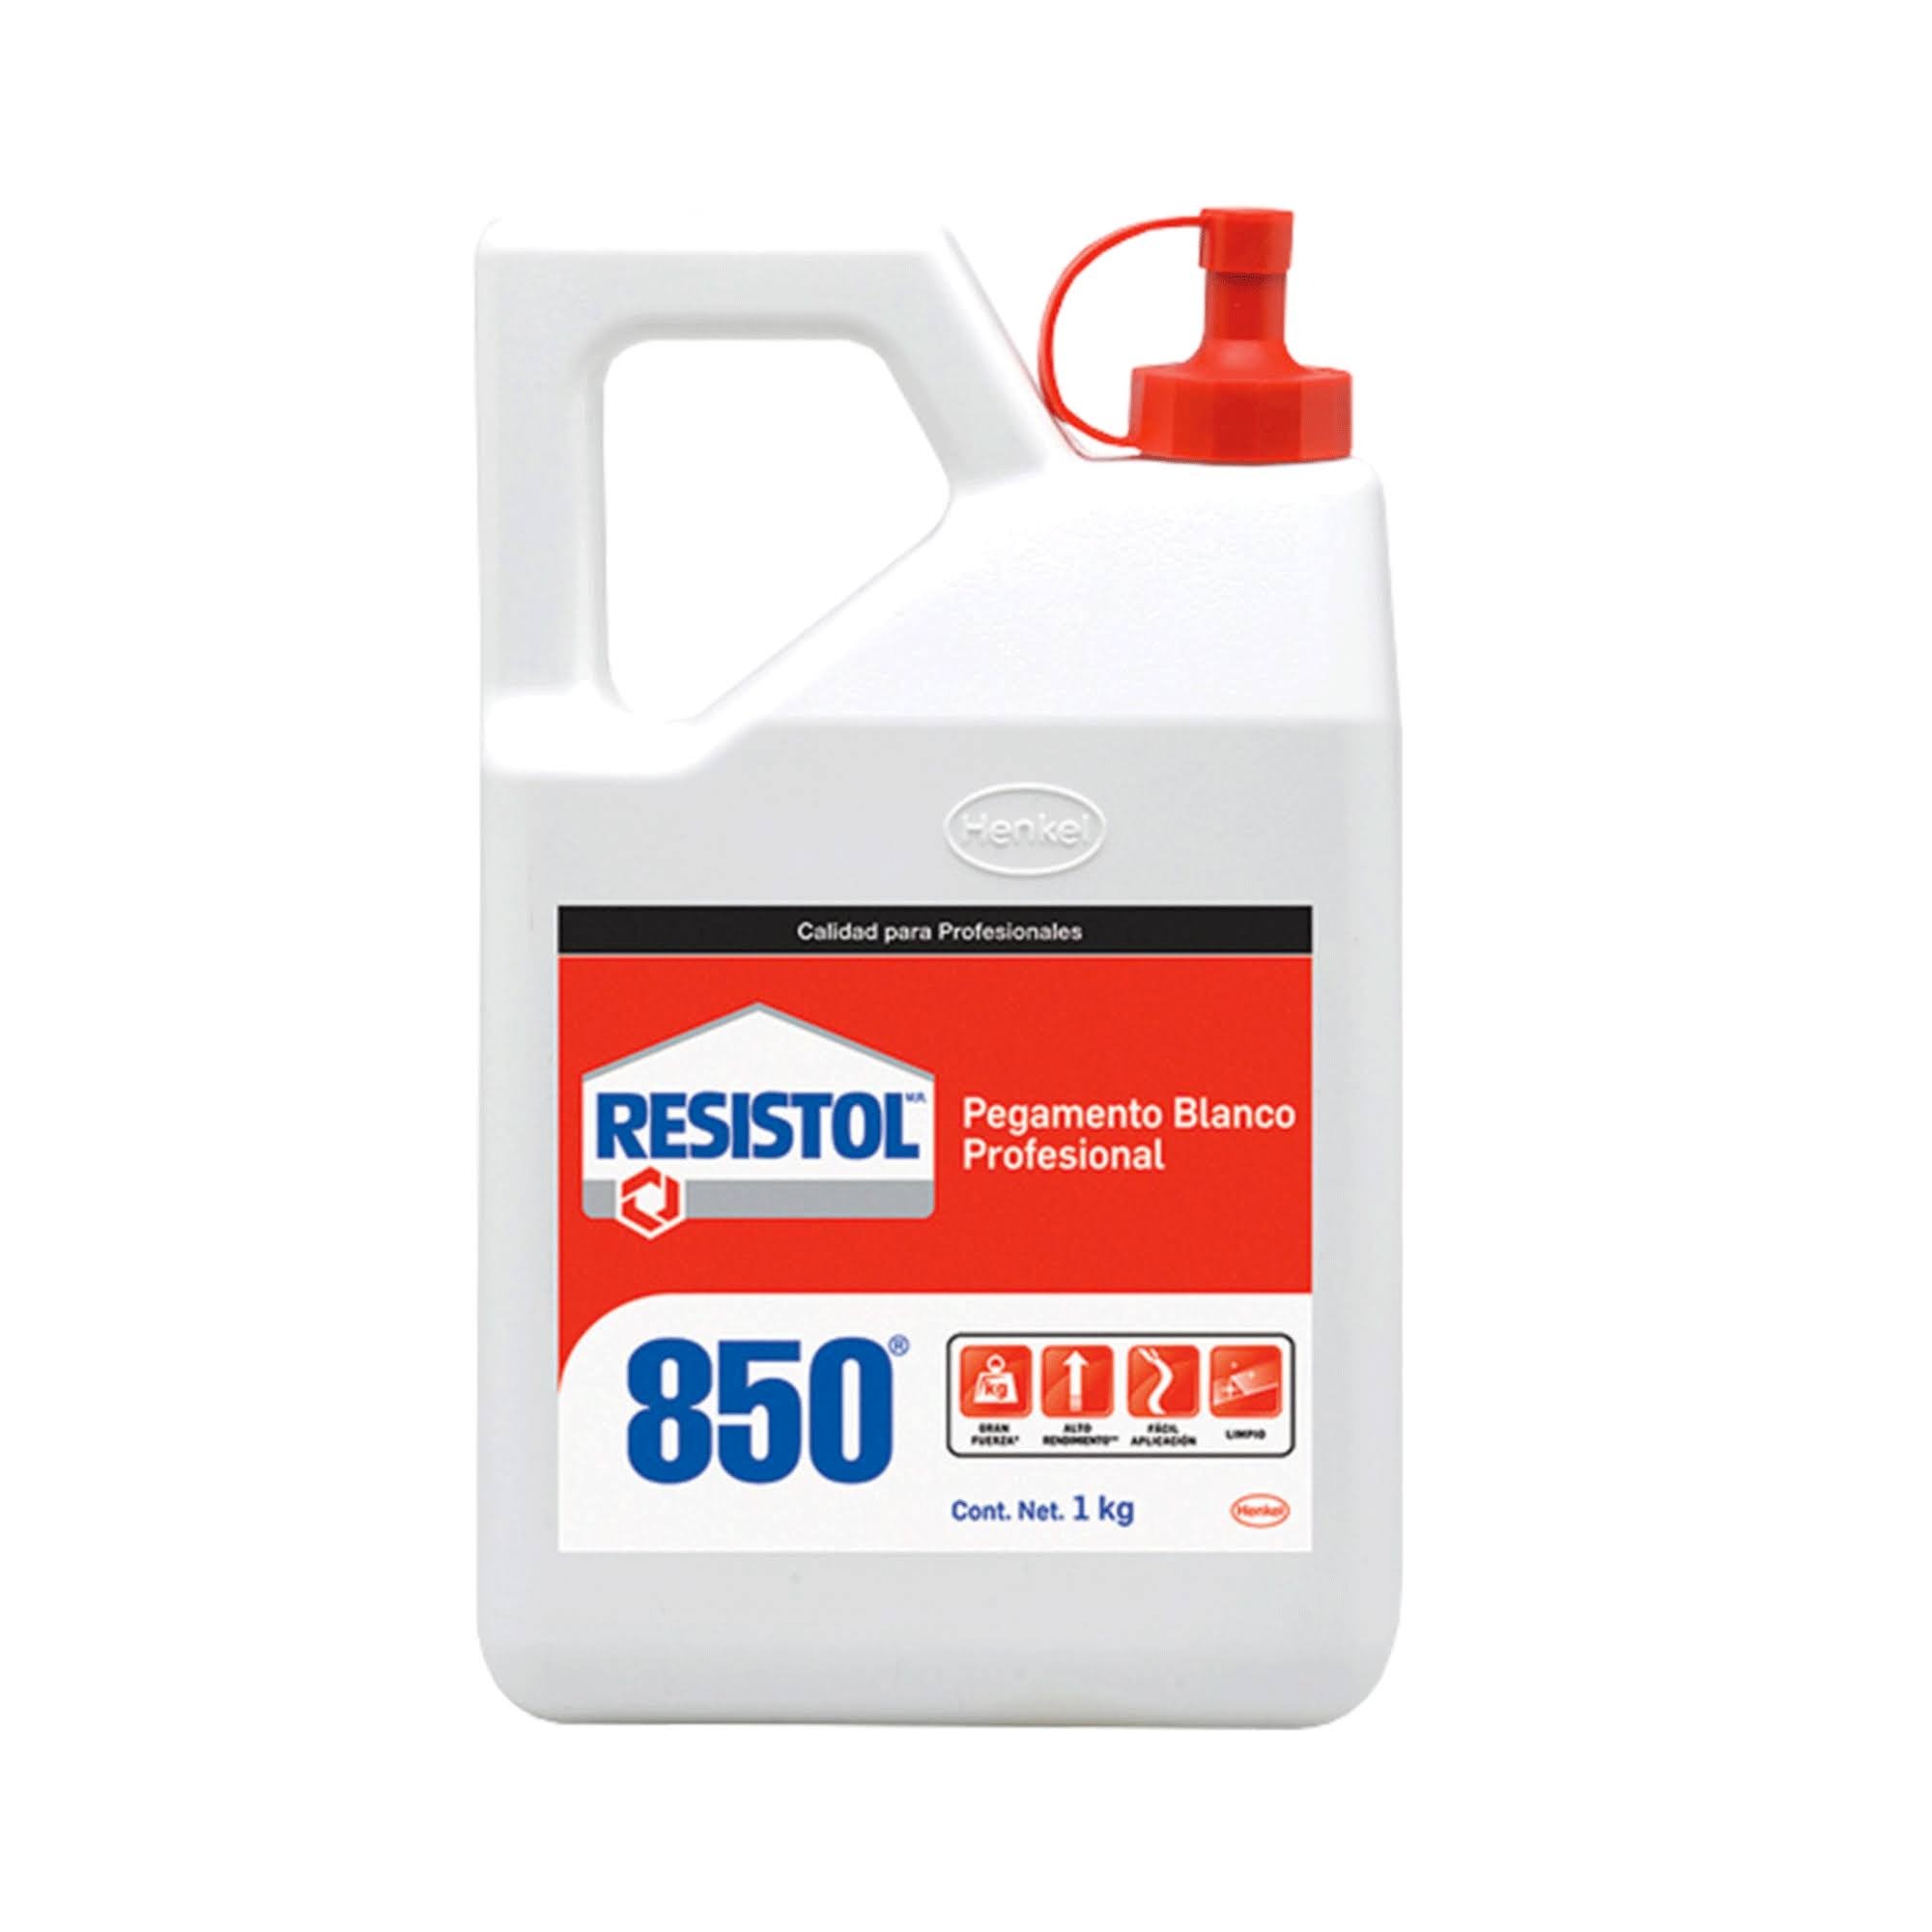 Henkel
Calidad para Profesionales
RESISTOL M.R.
Pegamento Blanco
Profesional
850®
kg
GRAN
FUERZA*
ALTO
RENDIMIENTO**
FÁCIL
APLICACIÓN
LIMPIO
Cont. Net. 1 kg
Henkel